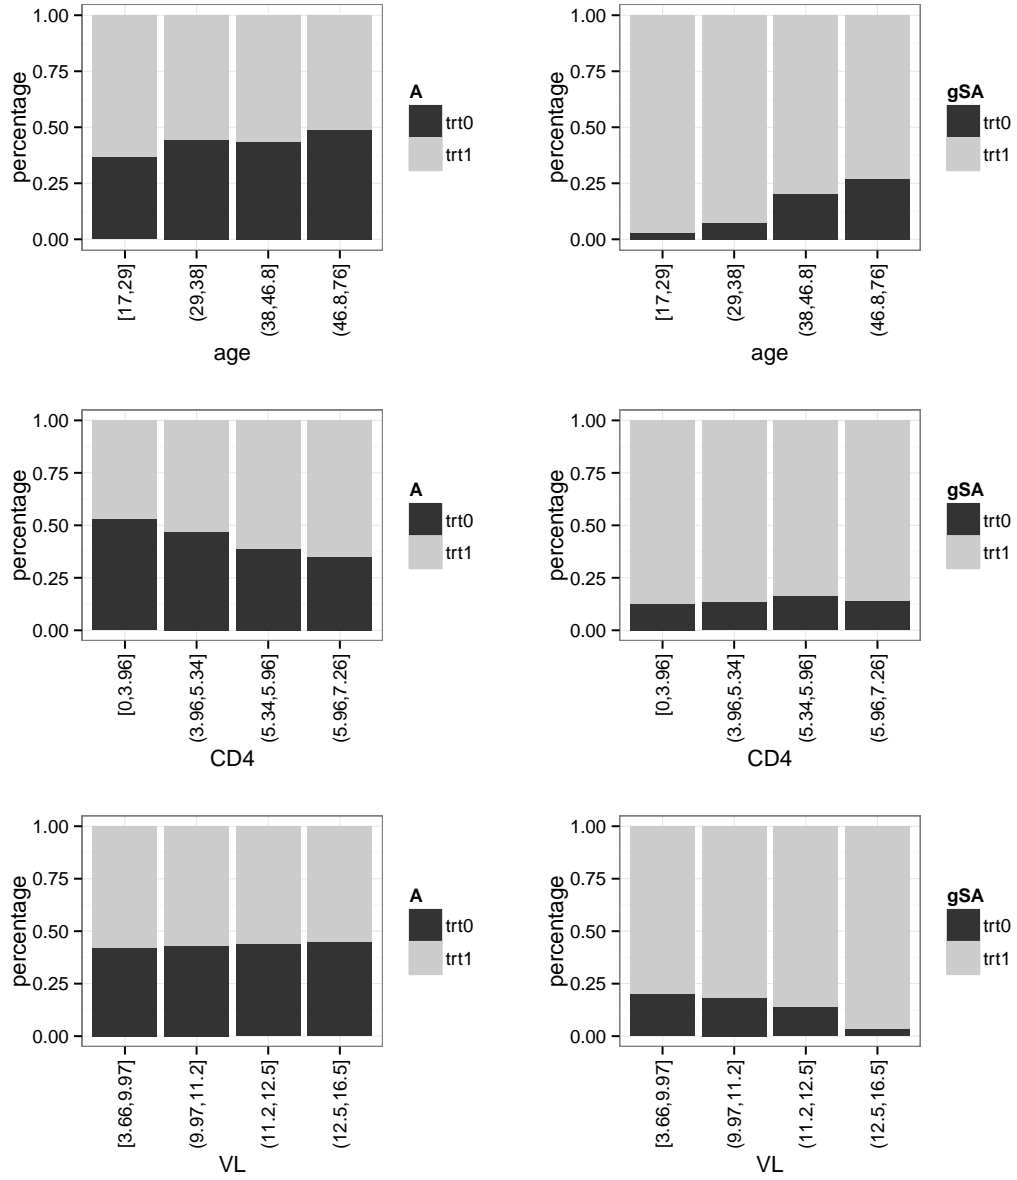 percentage
1.00
0.75
0.50
0.25
0.00
[17,29]
(29,38]
(38,46.8]
(46.8,76]
age
A
trt0
trt1
percentage
1.00
0.75
0.50
0.25
0.00
[17,29]
(29,38]
(38,46.8]
(46.8,76]
age
gSA
trt0
trt1
percentage
1.00
0.75
0.50
0.25
0.00
[0,3.96]
(3.96,5.34]
(5.34,5.96]
(5.96,7.26]
CD4
A
trt0
trt1
percentage
1.00
0.75
0.50
0.25
0.00
[0,3.96]
(3.96,5.34]
(5.34,5.96]
(5.96,7.26]
CD4
gSA
trt0
trt1
percentage
1.00
0.75
0.50
0.25
0.00
[3.66,9.97]
(9.97,11.2]
(11.2,12.5]
(12.5,16.5]
VL
A
trt0
trt1
percentage
1.00
0.75
0.50
0.25
0.00
[3.66,9.97]
(9.97,11.2]
(11.2,12.5]
(12.5,16.5]
VL
gSA
trt0
trt1